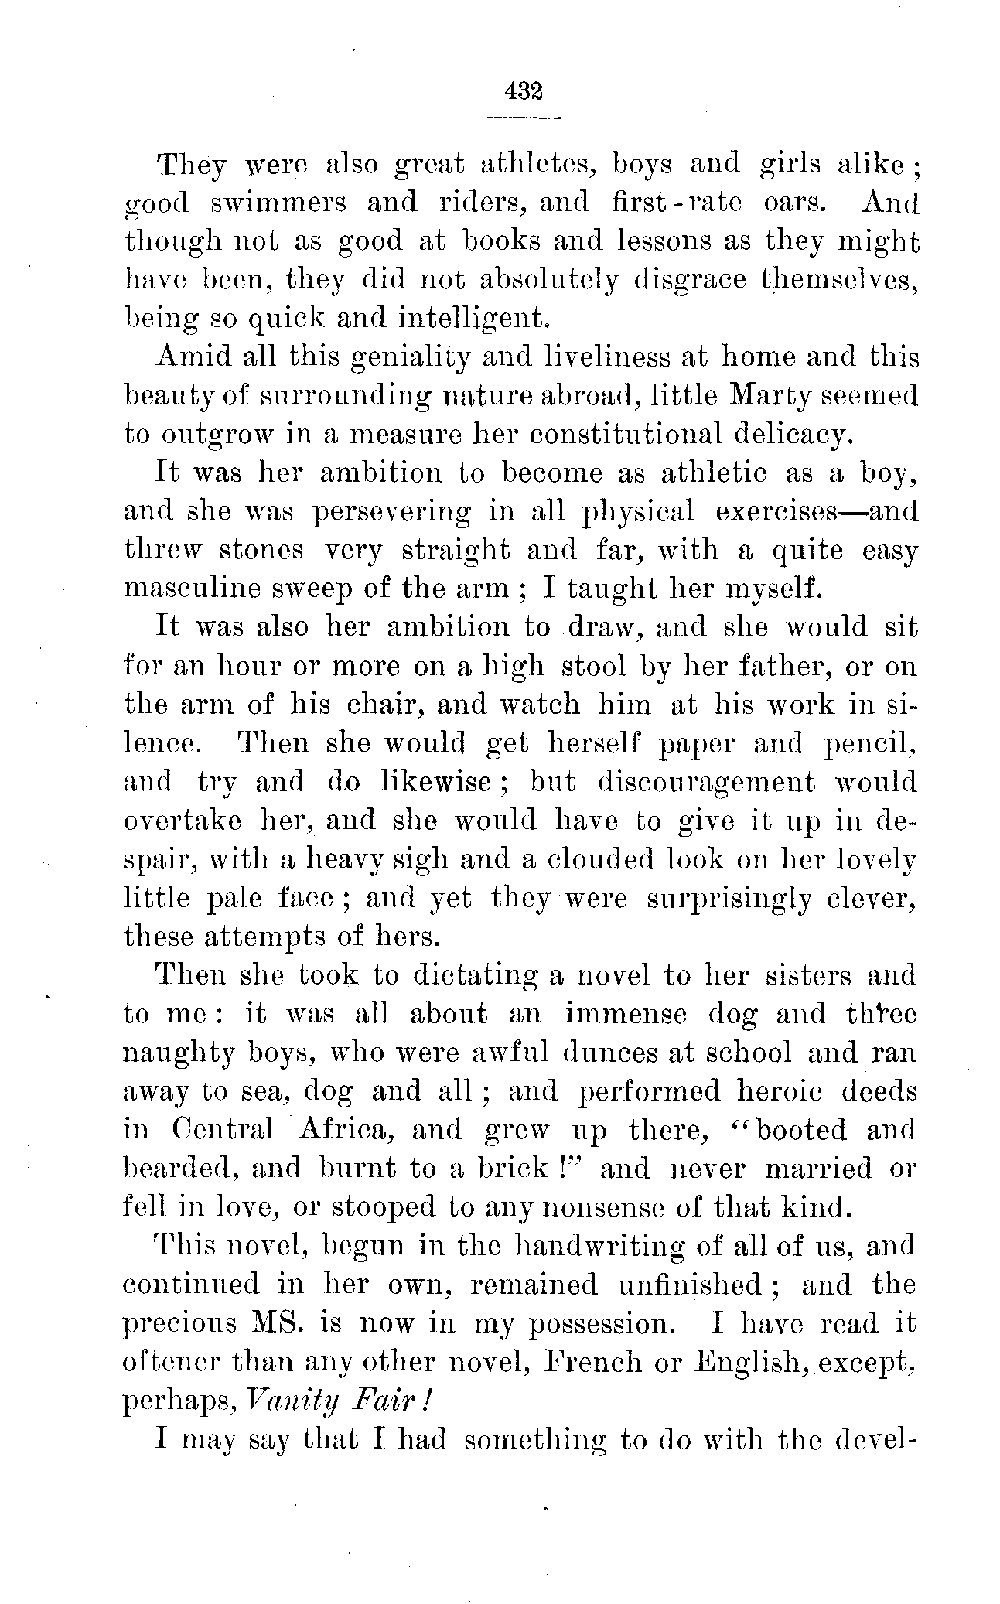 432
They were also great athletes, boys and girls alike ;
good swimmers and riders, and first-rate oars. And
though not as good at books and lessons as they might
have been, they did not absolutely disgrace themselves,
being so quick and intelligent.
Amid all this geniality and liveliness at home and this
beauty of surrounding nature abroad, little Marty seemed
to outgrow in a measure her constitutional delicacy.
It was her ambition to become as athletic as a boy,
and she was persevering in all physical exercises—and
threw stones very straight and far, with a quite easy
masculine sweep of the arm ; I taught her myself.
It was also her ambition to draw, and she would sit
for an hour or more on a high stool by her father, or on
the arm of his chair, and watch him at his work in si-
lence. Then she would get herself paper and pencil,
and try and do likewise ; but discouragement would
overtake her, and she would have to give it up in de-
spair, with a heavy sigh and a clouded look on her lovely
little pale face ; and yet they were surprisingly clever,
these attempts of hers.
Then she took to dictating a novel to her sisters and
to me : it was all about an immense dog and three
naughty boys, who were awful dunces at school and ran
away to sea, dog and all ; and performed heroic deeds
in Central Africa, and grew up there, “booted and
bearded, and burnt to a brick !” and never married or
fell in love, or stooped to any nonsense of that kind.
This novel, begun in the handwriting of all of us, and
continued in her own, remained unfinished ; and the
precious MS. is now in my possession. I have read it
oftener than any other novel, French or English, except,
perhaps, Vanity Fair !
I may say that I had something to do with the devel-